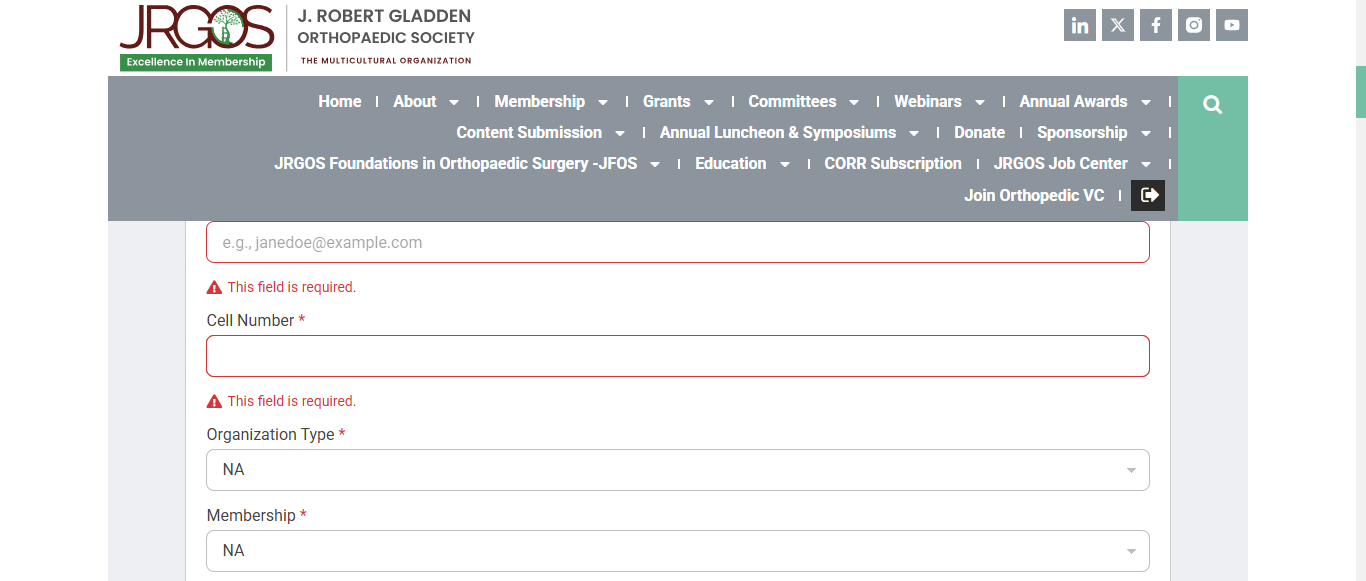 JRGOS
Excellence In Membership
J. ROBERT GLADDEN
ORTHOPAEDIC SOCIETY
THE MULTICULTURAL ORGANIZATION
Home | About | Membership | Grants | Committees | Webinars | Annual Awards |
Content Submission | Annual Luncheon & Symposiums | Donate | Sponsorship |
JRGOS Foundations in Orthopaedic Surgery -JFOS | Education | CORR Subscription | JRGOS Job Center |
Join Orthopedic VC |
e.g., janedoe@example.com
This field is required.
Cell Number *
This field is required.
Organization Type *
NA
Membership *
NA